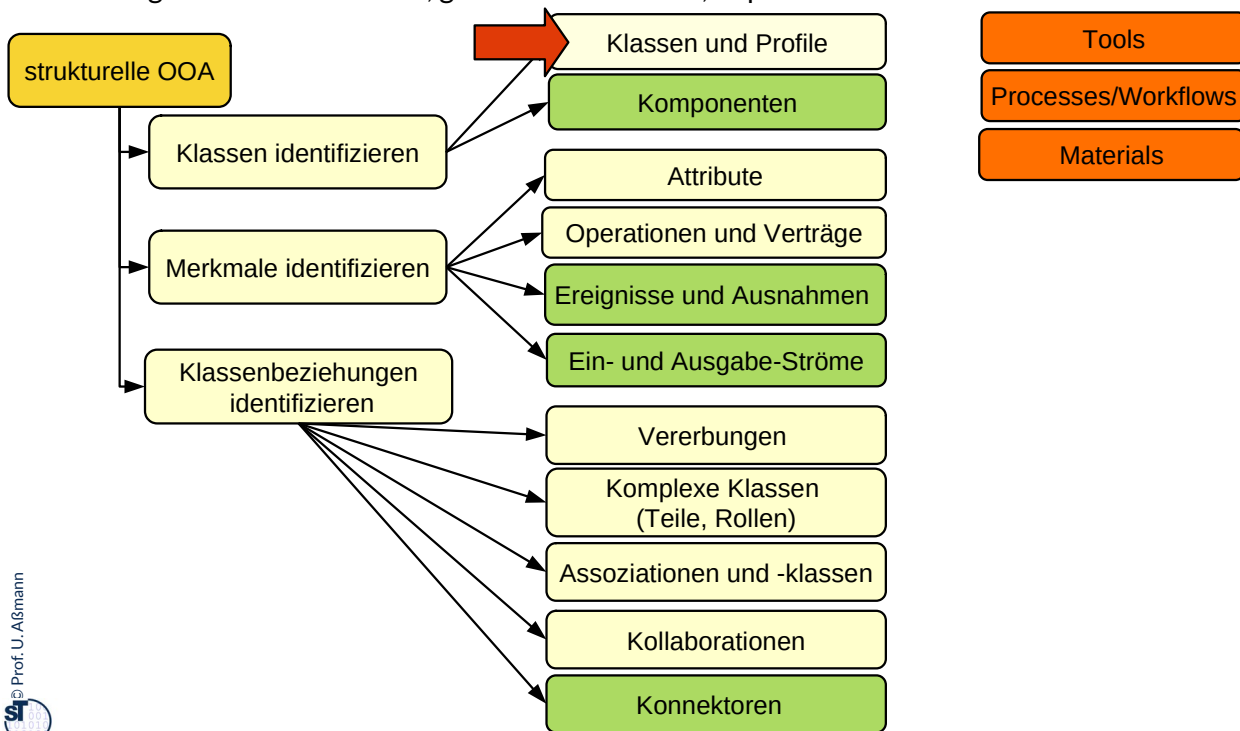 strukturelle OOA
Klassen identifizieren
Merkmale identifizieren
Klassenbeziehungen
identifizieren
Klassen und Profile
Komponenten
Attribute
Operationen und Verträge
Ereignisse und Ausnahmen
Ein- und Ausgabe-Ströme
Vererbungen
Komplexe Klassen
(Teile, Rollen)
Assoziationen und -klassen
Kollaborationen
Konnektoren
Tools
Processes/Workflows
Materials
© Prof. U. Aßmann
ST